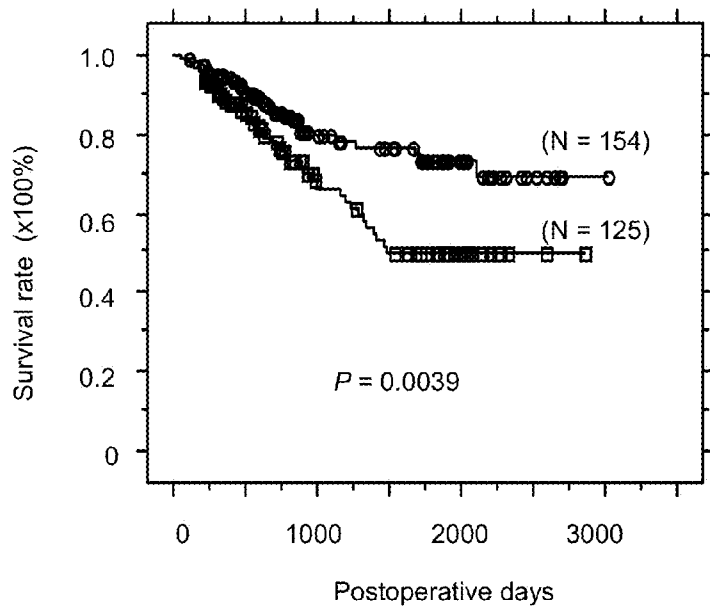 1.0
0.8
0.6
0.4
0.2
0
Survival rate (x100%)
(N = 154)
(N = 125)
P = 0.0039
0 1000 2000 3000
Postoperative days